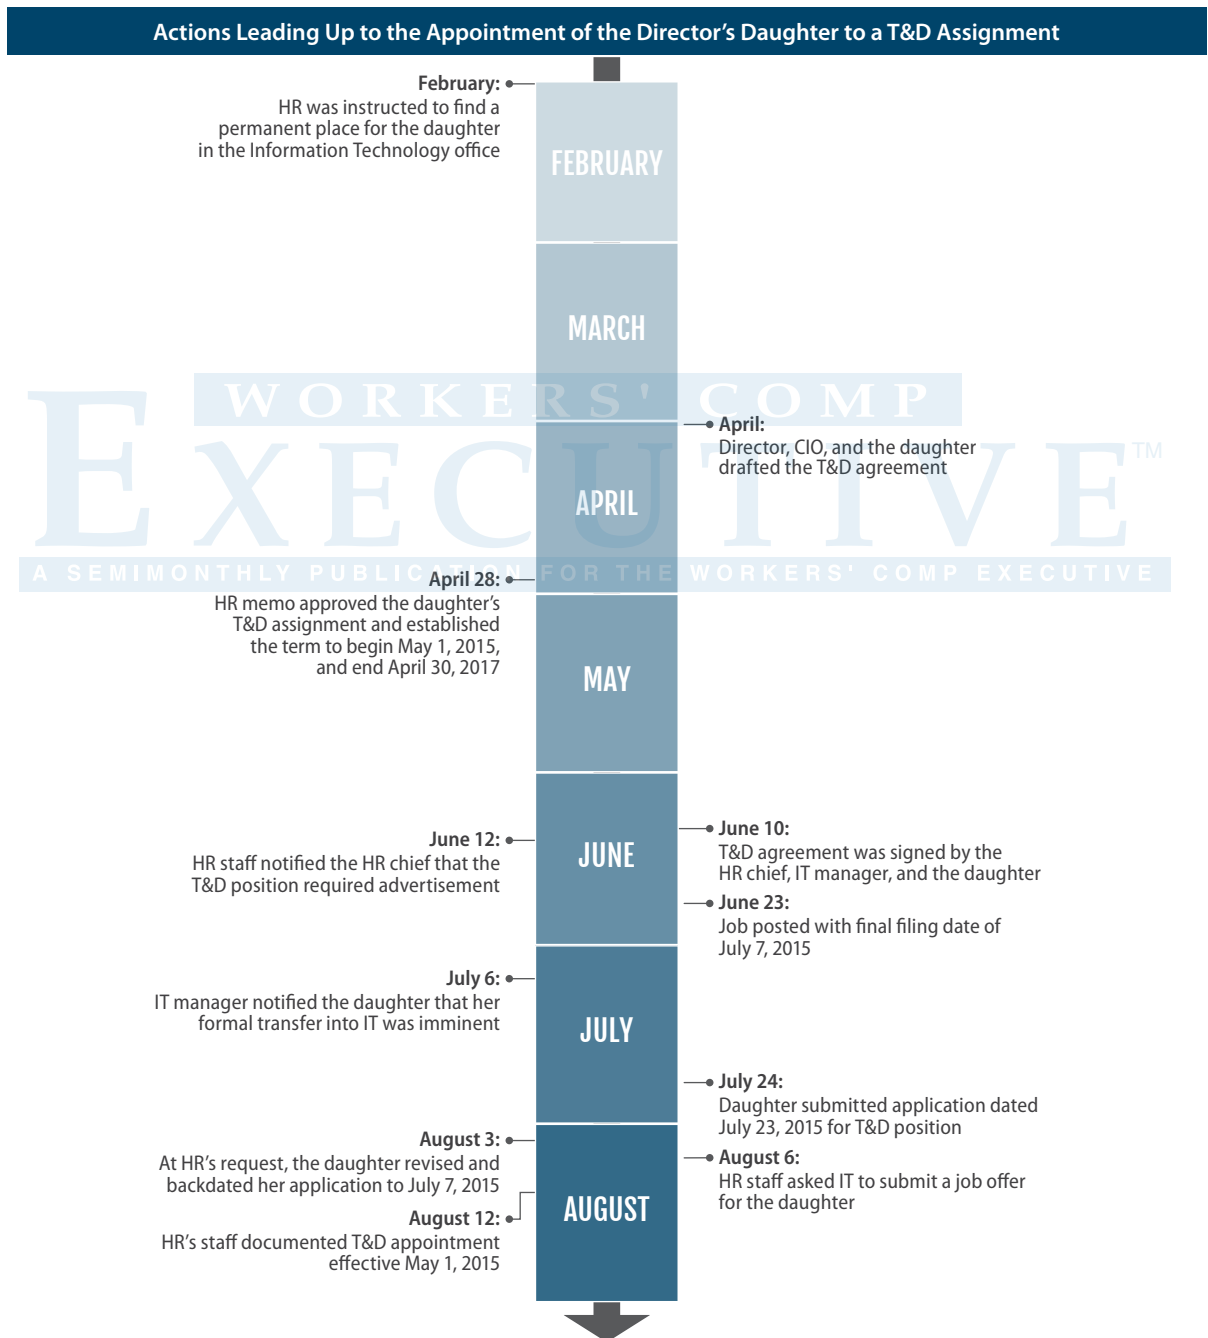 Actions Leading Up to the Appointment of the Director’s Daughter to a T&D Assignment
February:
HR was instructed to find a
permanent place for the daughter
in the Information Technology office
FEBRUARY
MARCH
WORKERS' COMP
EXECUTIVE™
A SEMIMONTHLY PUBLICATION FOR THE WORKERS' COMP EXECUTIVE
April:
Director, CIO, and the daughter
drafted the T&D agreement
APRIL
April 28:
HR memo approved the daughter’s
T&D assignment and established
the term to begin May 1, 2015,
and end April 30, 2017
MAY
June 10:
T&D agreement was signed by the
HR chief, IT manager, and the daughter
June 12:
HR staff notified the HR chief that the
T&D position required advertisement
JUNE
June 23:
Job posted with final filing date of
July 7, 2015
July 6:
IT manager notified the daughter that her
formal transfer into IT was imminent
JULY
July 24:
Daughter submitted application dated
July 23, 2015 for T&D position
August 3:
At HR’s request, the daughter revised and
backdated her application to July 7, 2015
August 6:
HR staff asked IT to submit a job offer
for the daughter
AUGUST
August 12:
HR’s staff documented T&D appointment
effective May 1, 2015